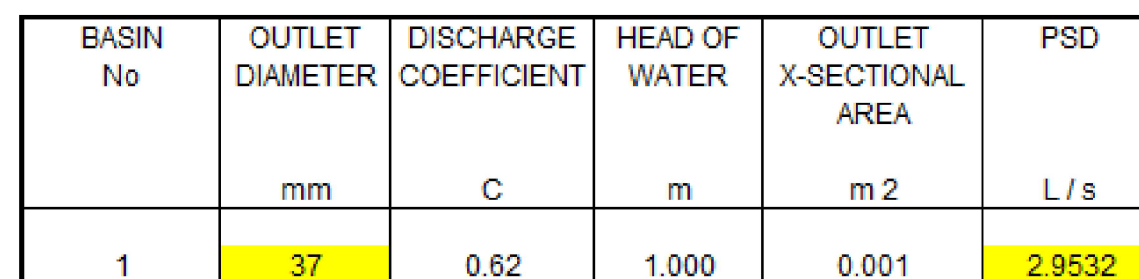 BASIN OUTLET DISCHARGE HEAD OF OUTLET PSD
No DIAMETER COEFFICIENT WATER X-SECTIONAL
AREA
mm C m m 2 L / s
1 37 0.62 1.000 0.001 2.9532